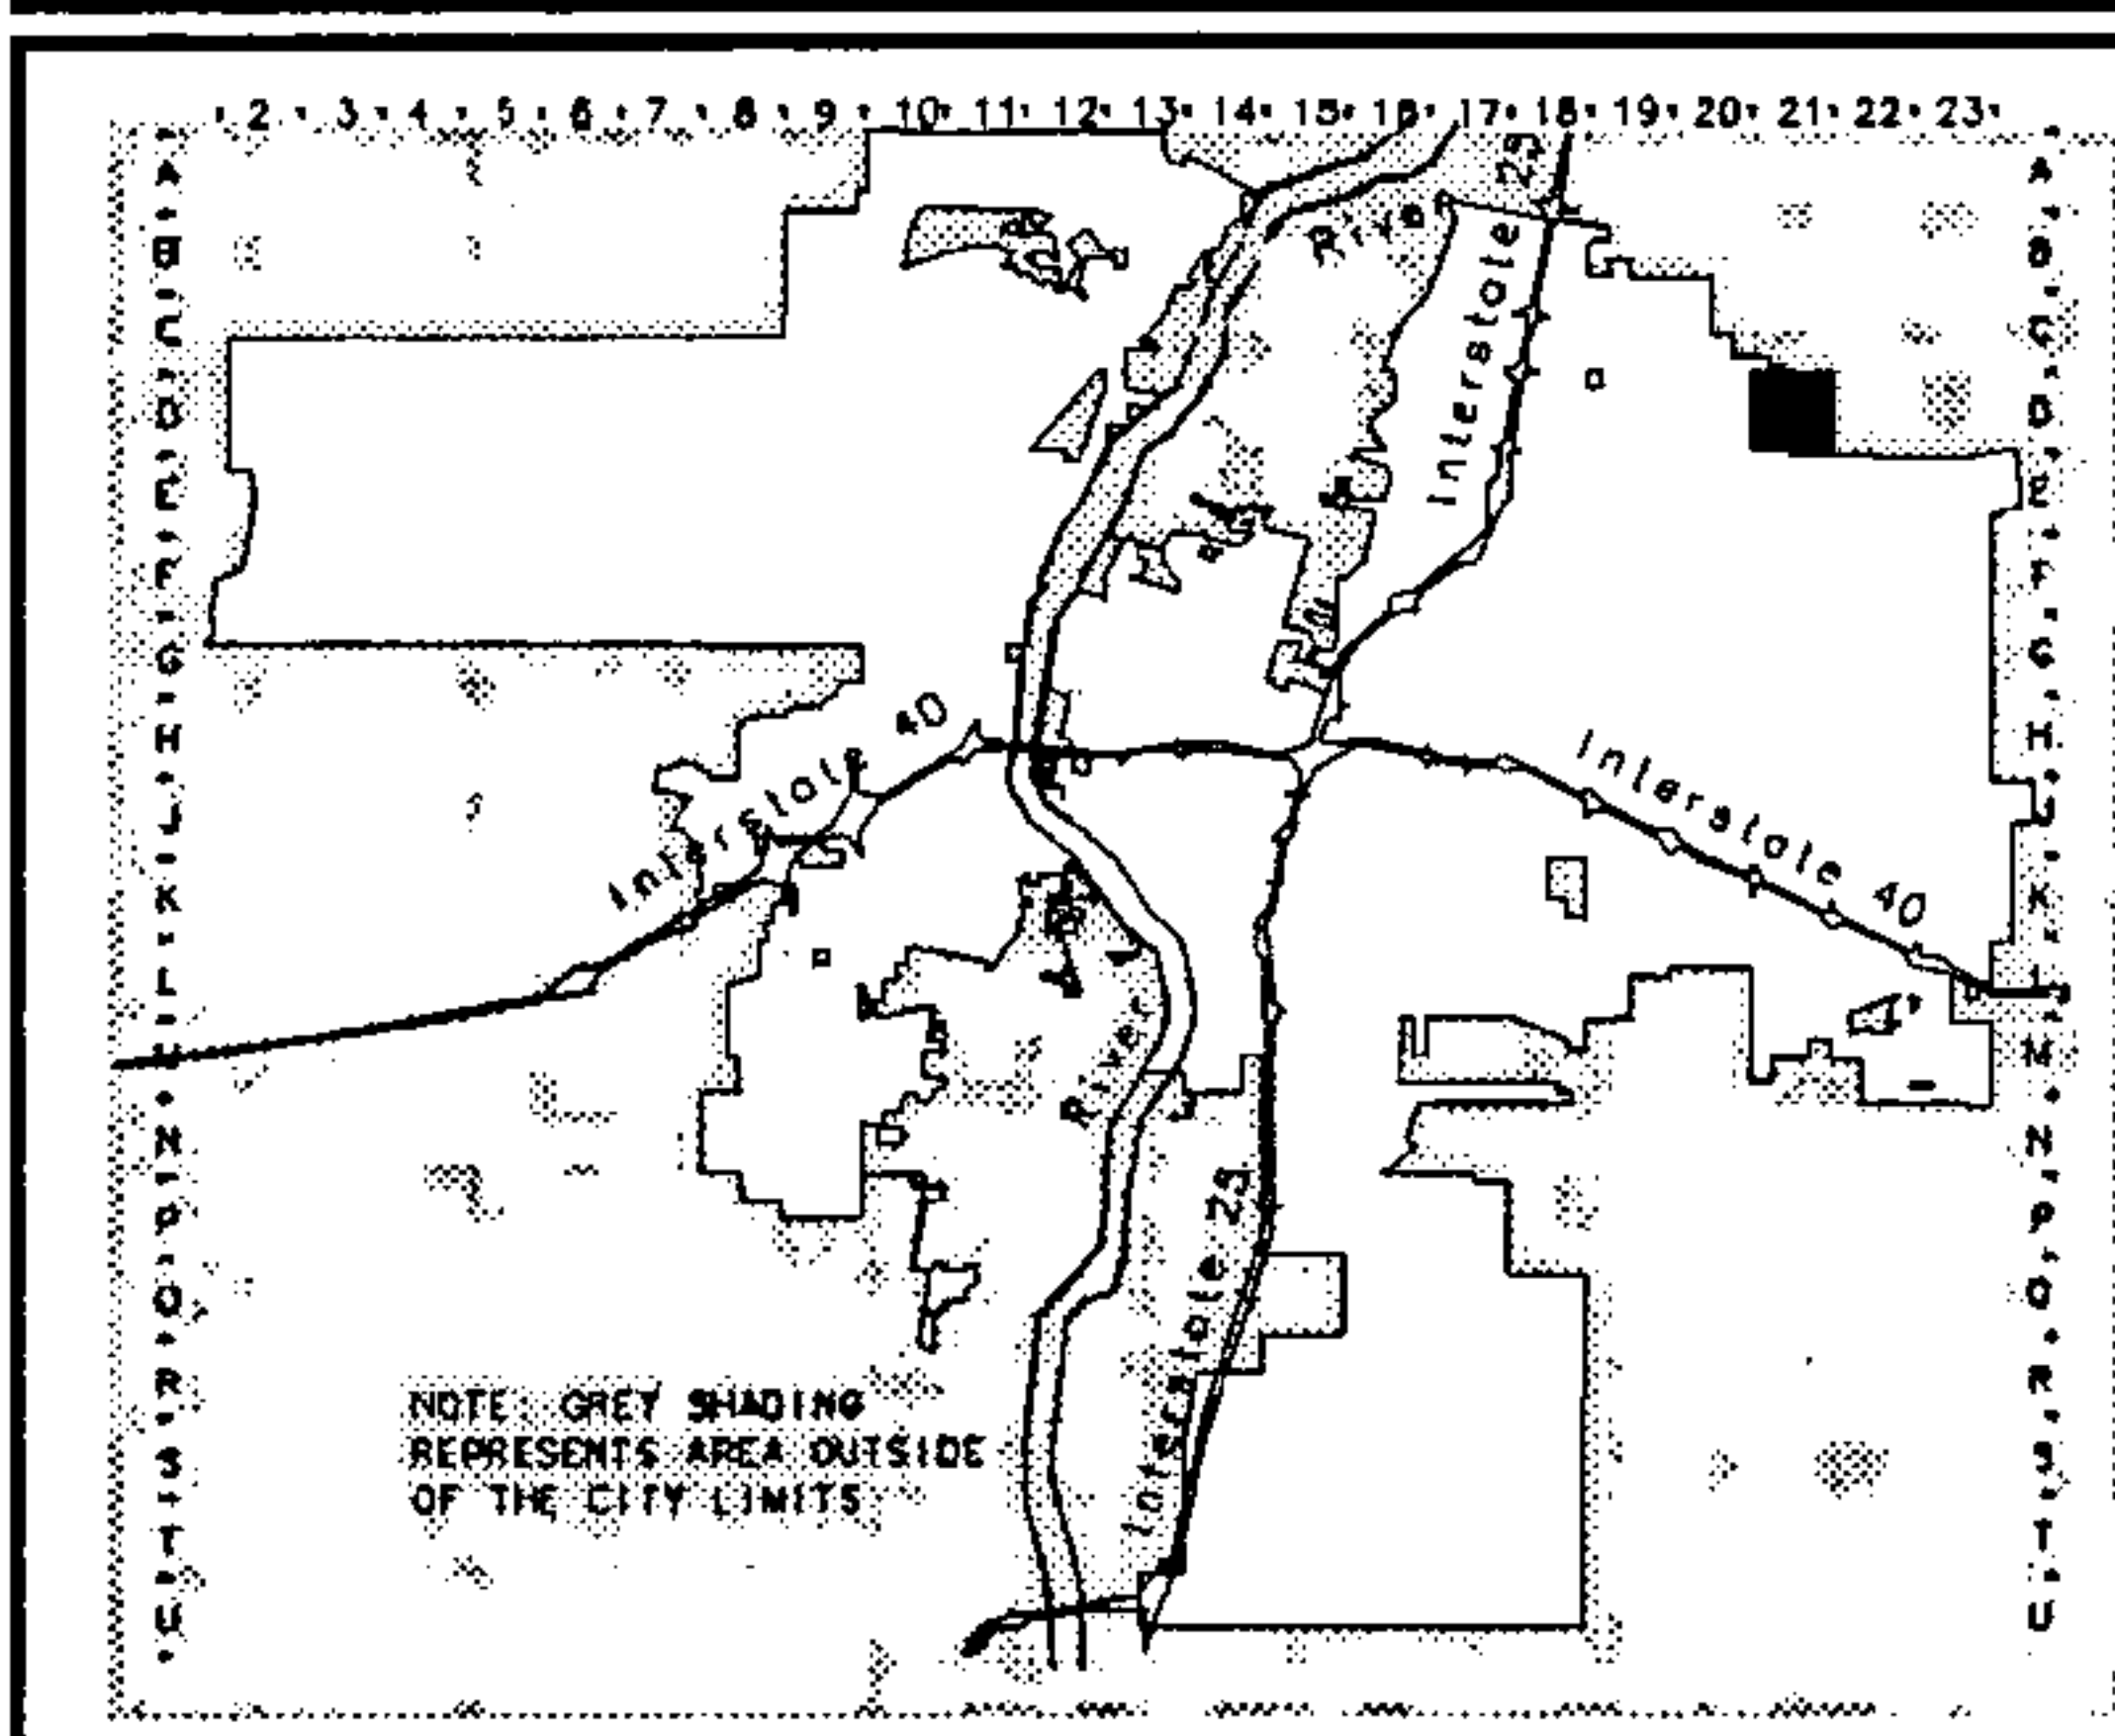 2 3 4 5 6 7 8 9 10 11 12 13 14 15 16 17 18 19 20 21 22 23
A A
B B
C C
D D
E E
F F
G G
H H
J J
K K
L L
M M
N N
P P
Q Q
R R
S S
T T
U U
Interstate 25
Interstate 40
Interstate 40
River
Interstate 25
NOTE: GREY SHADING
REPRESENTS AREA OUTSIDE
OF THE CITY LIMITS